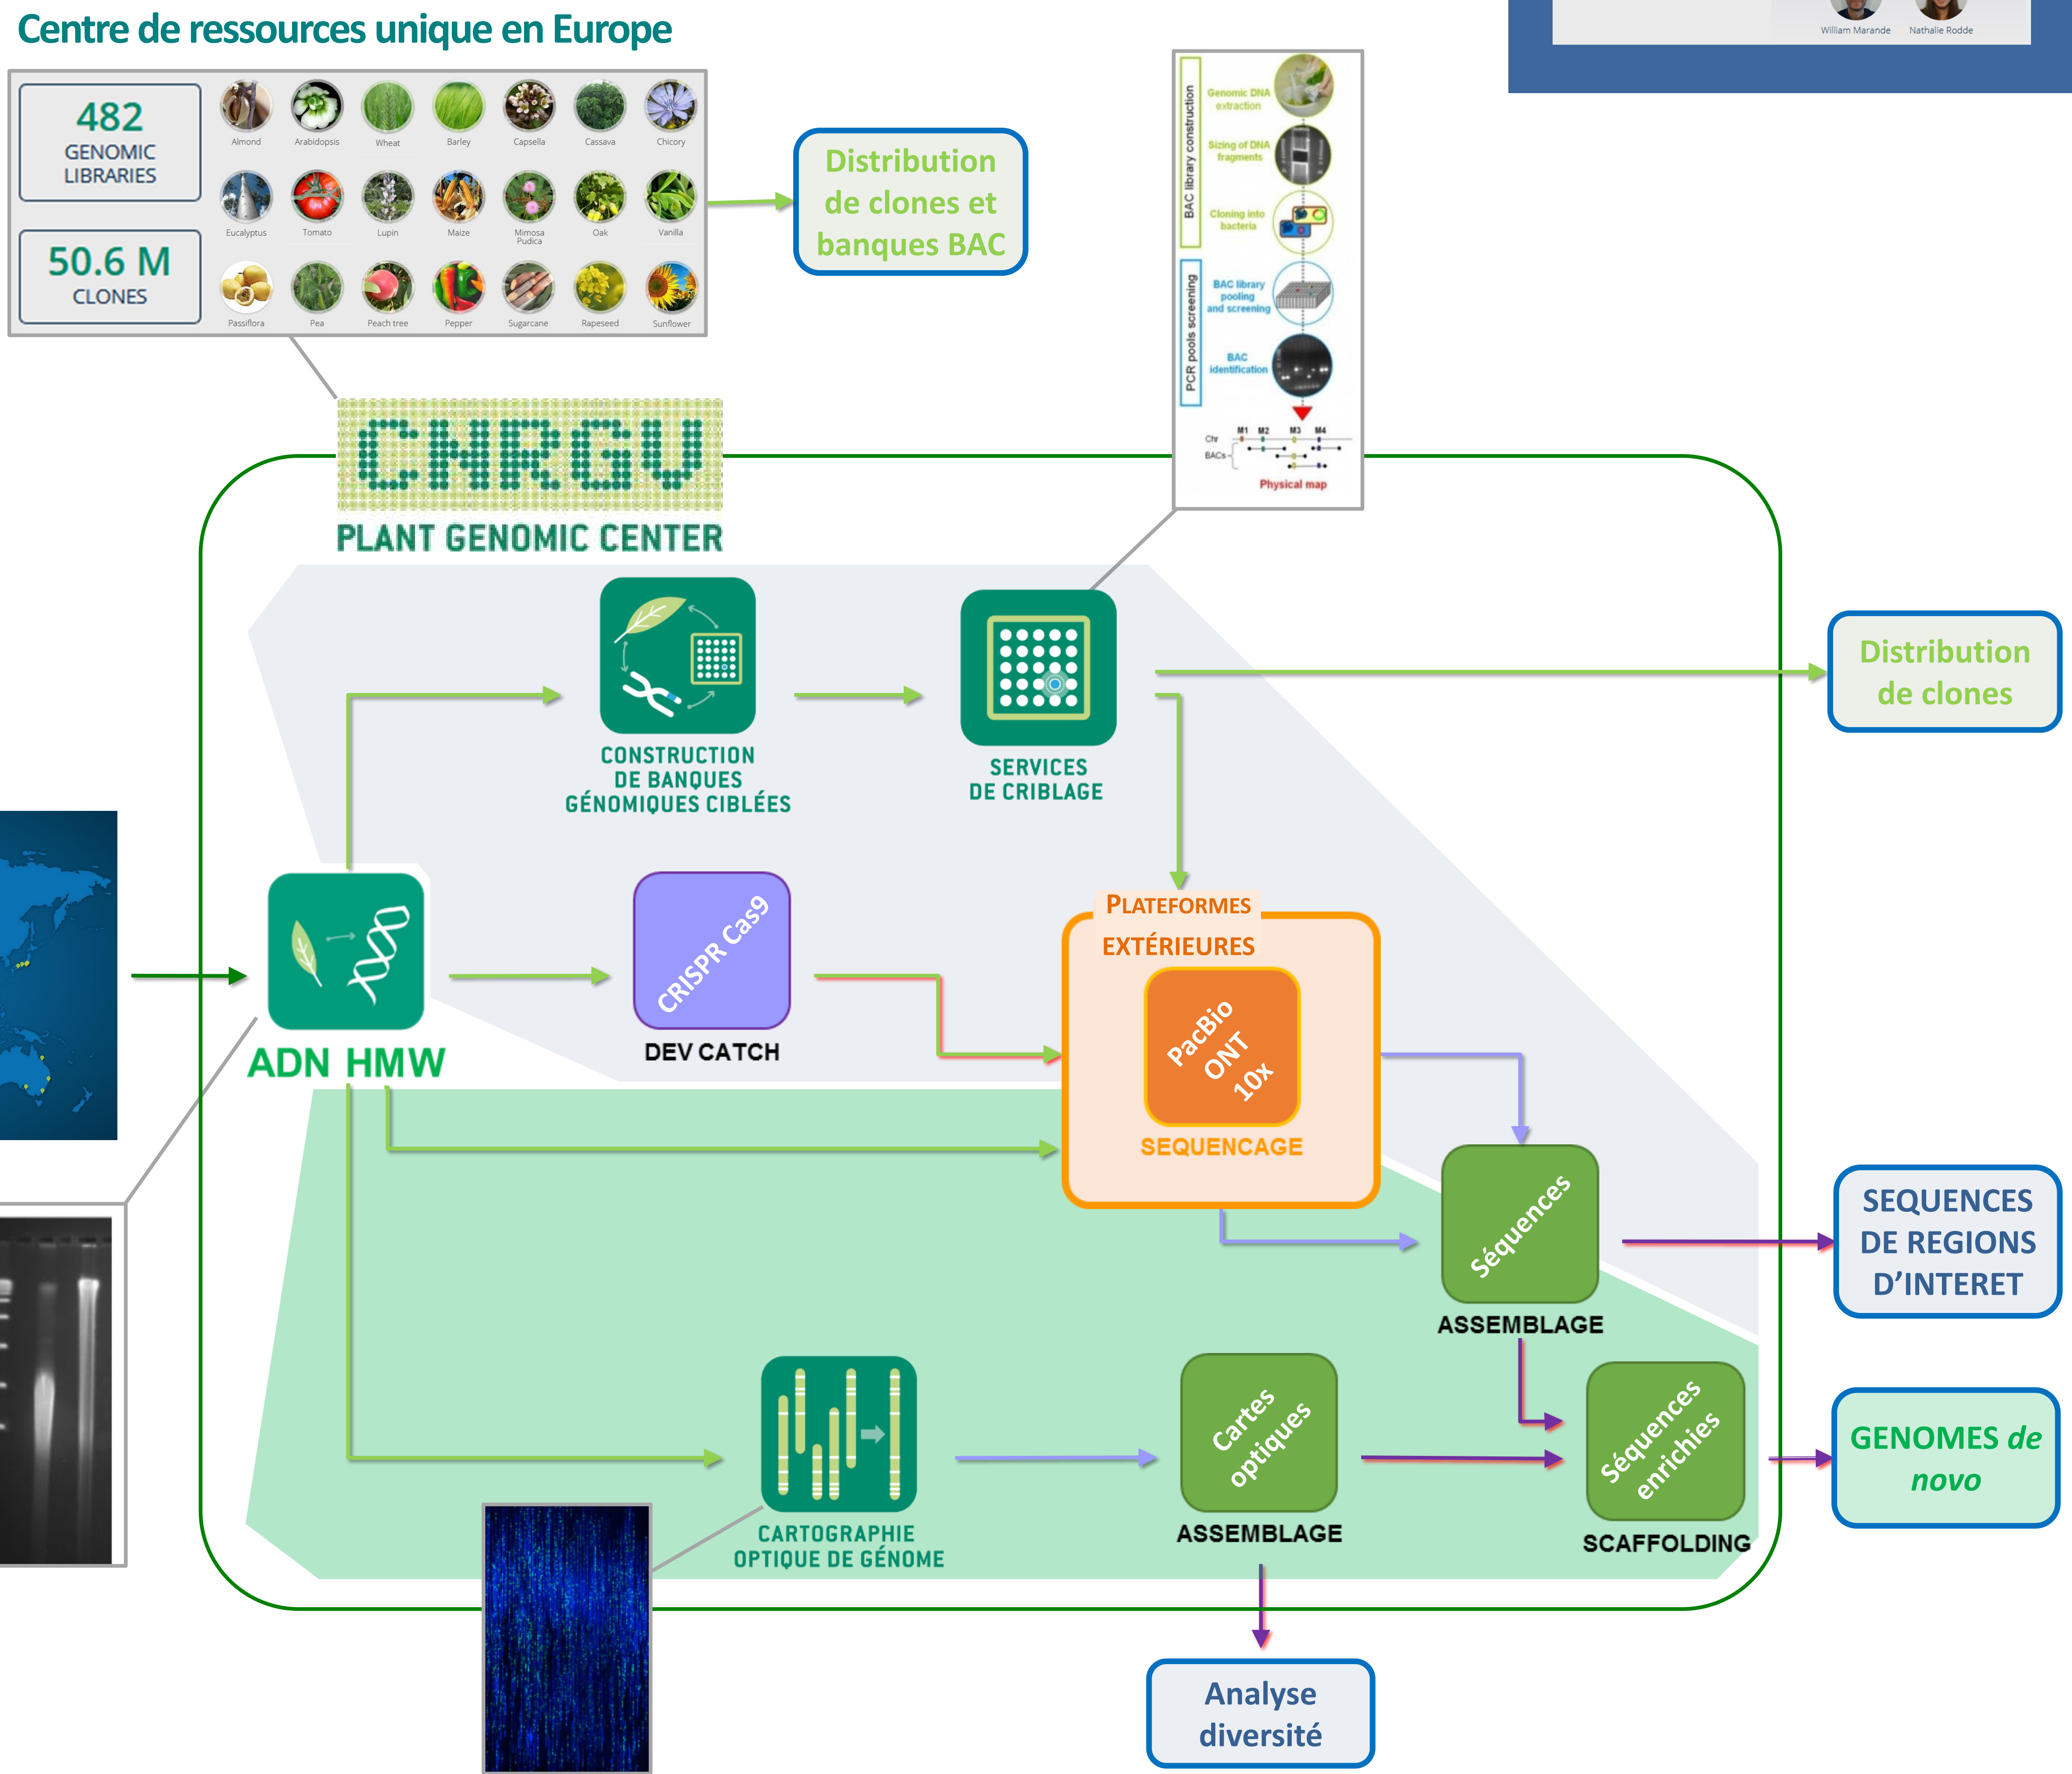 Centre de ressources unique en Europe
William Marande
Nathalie Rodde
482
GENOMIC
LIBRARIES
50.6 M
CLONES
Almond
Arabidopsis
Wheat
Barley
Capsella
Cassava
Chicory
Eucalyptus
Tomato
Lupin
Maize
Mimosa
Pudica
Oak
Vanilla
Passiflora
Pea
Peach tree
Pepper
Sugarcane
Rapeseed
Sunflower
Distribution
de clones et
banques BAC
BAC library construction
Genomic DNA
extraction
Sizing of DNA
fragments
Cloning into
bacteria
PCR pools screening
BAC library
pooling
and screening
BAC
identification
M1 M2 M3 M4
Chr
BACs
Physical map
CNRGV
PLANT GENOMIC CENTER
CONSTRUCTION
DE BANQUES
GÉNOMIQUES CIBLÉES
SERVICES
DE CRIBLAGE
Distribution
de clones
ADN HMW
CRISPR Cas9
DEV CATCH
PLATEFORMES
EXTÉRIEURES
PacBio
ONT
10x
SEQUENCAGE
Séquences
ASSEMBLAGE
SEQUENCES
DE REGIONS
D’INTERET
CARTOGRAPHIE
OPTIQUE DE GÉNOME
Cartes
optiques
ASSEMBLAGE
Séquences
enrichies
SCAFFOLDING
GENOMES de
novo
Analyse
diversité